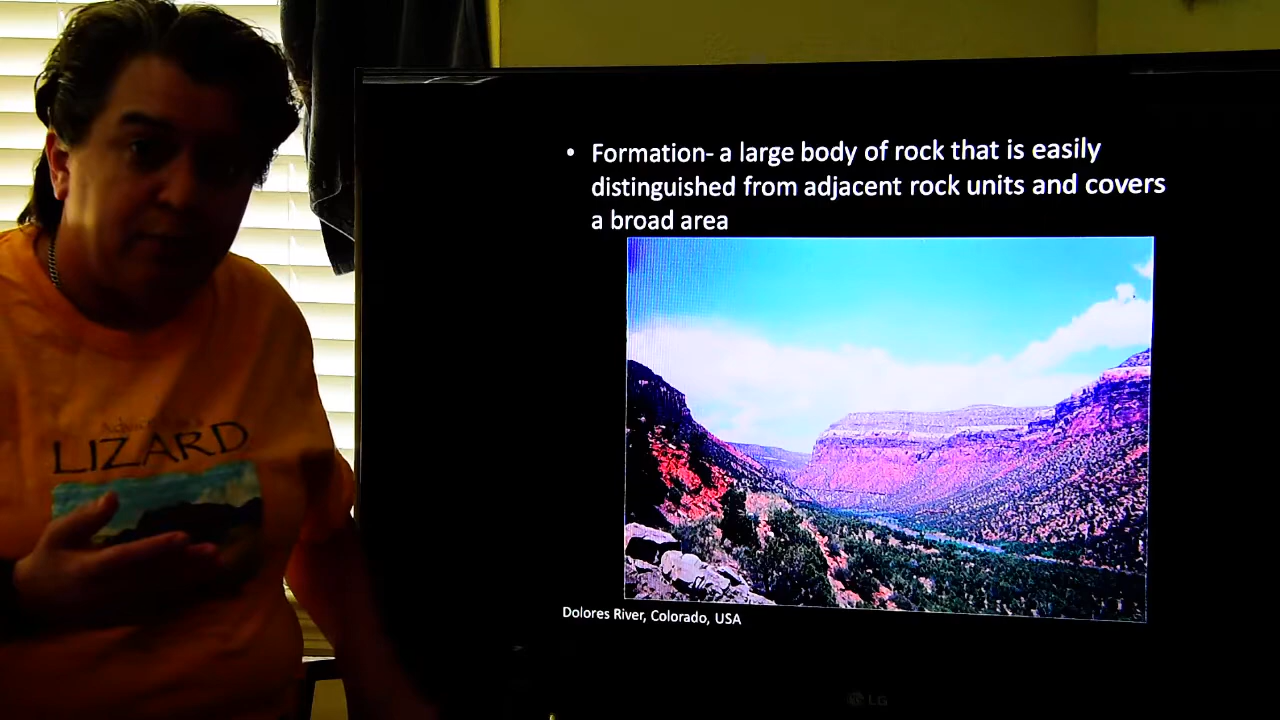 • Formation- a large body of rock that is easily
distinguished from adjacent rock units and covers
a broad area
Dolores River, Colorado, USA
LIZARD
LG